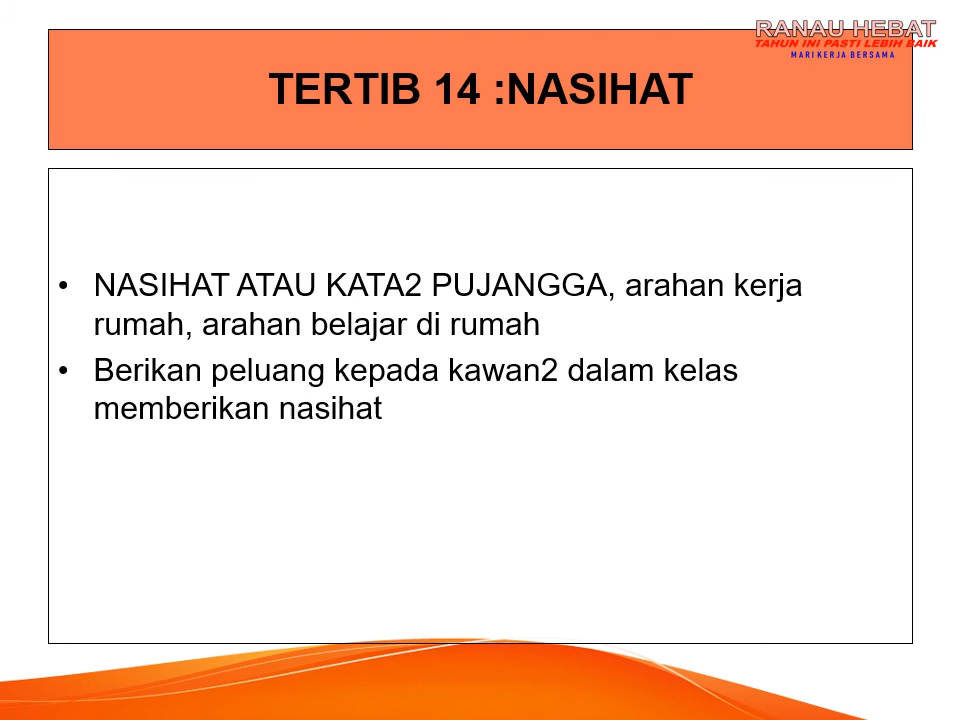 RANAU HEBAT
TAHUN INI PASTI LEBIH BAIK
MARI KERJA BERSAMA
TERTIB 14 :NASIHAT
• NASIHAT ATAU KATA2 PUJANGGA, arahan kerja
rumah, arahan belajar di rumah
• Berikan peluang kepada kawan2 dalam kelas
memberikan nasihat